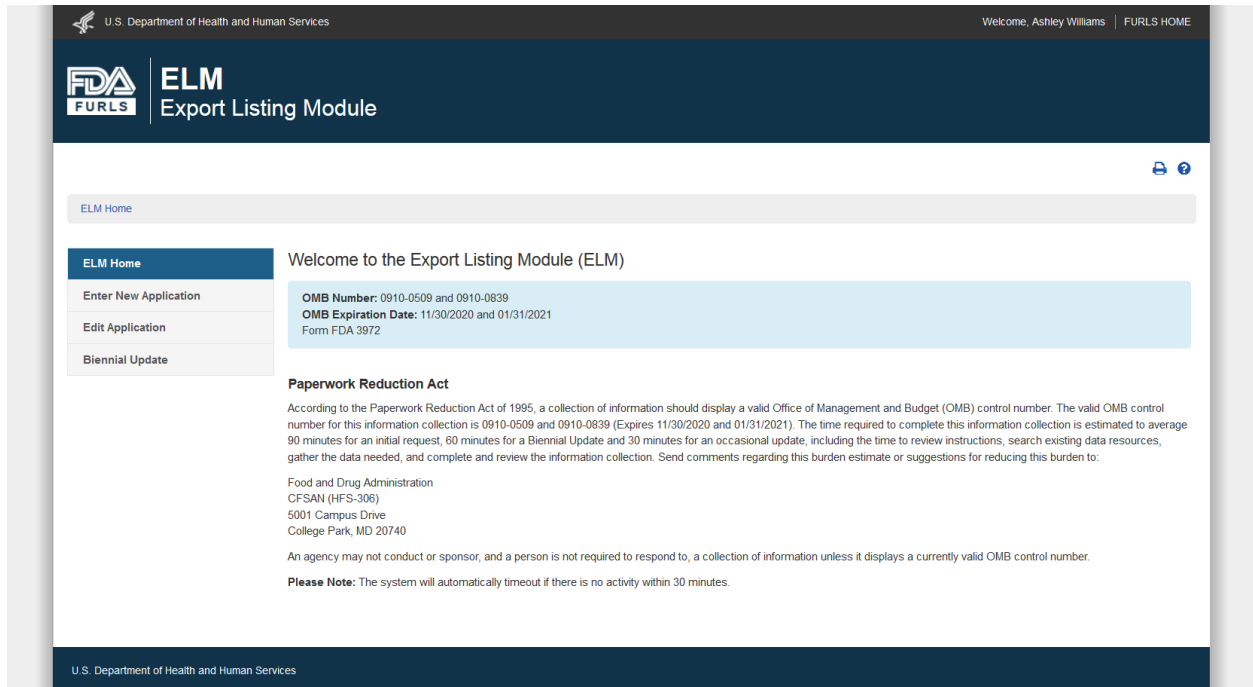 U.S. Department of Health and Human Services
Welcome, Ashley Williams | FURLS HOME
FDA
FURLS
ELM
Export Listing Module
ELM Home
ELM Home
Enter New Application
Edit Application
Biennial Update
Welcome to the Export Listing Module (ELM)
OMB Number: 0910-0509 and 0910-0839
OMB Expiration Date: 11/30/2020 and 01/31/2021
Form FDA 3972
Paperwork Reduction Act
According to the Paperwork Reduction Act of 1995, a collection of information should display a valid Office of Management and Budget (OMB) control number. The valid OMB control
number for this information collection is 0910-0509 and 0910-0839 (Expires 11/30/2020 and 01/31/2021). The time required to complete this information collection is estimated to average
90 minutes for an initial request, 60 minutes for a Biennial Update and 30 minutes for an occasional update, including the time to review instructions, search existing data resources,
gather the data needed, and complete and review the information collection. Send comments regarding this burden estimate or suggestions for reducing this burden to:
Food and Drug Administration
CFSAN (HFS-306)
5001 Campus Drive
College Park, MD 20740
An agency may not conduct or sponsor, and a person is not required to respond to, a collection of information unless it displays a currently valid OMB control number.
Please Note: The system will automatically timeout if there is no activity within 30 minutes.
U.S. Department of Health and Human Services